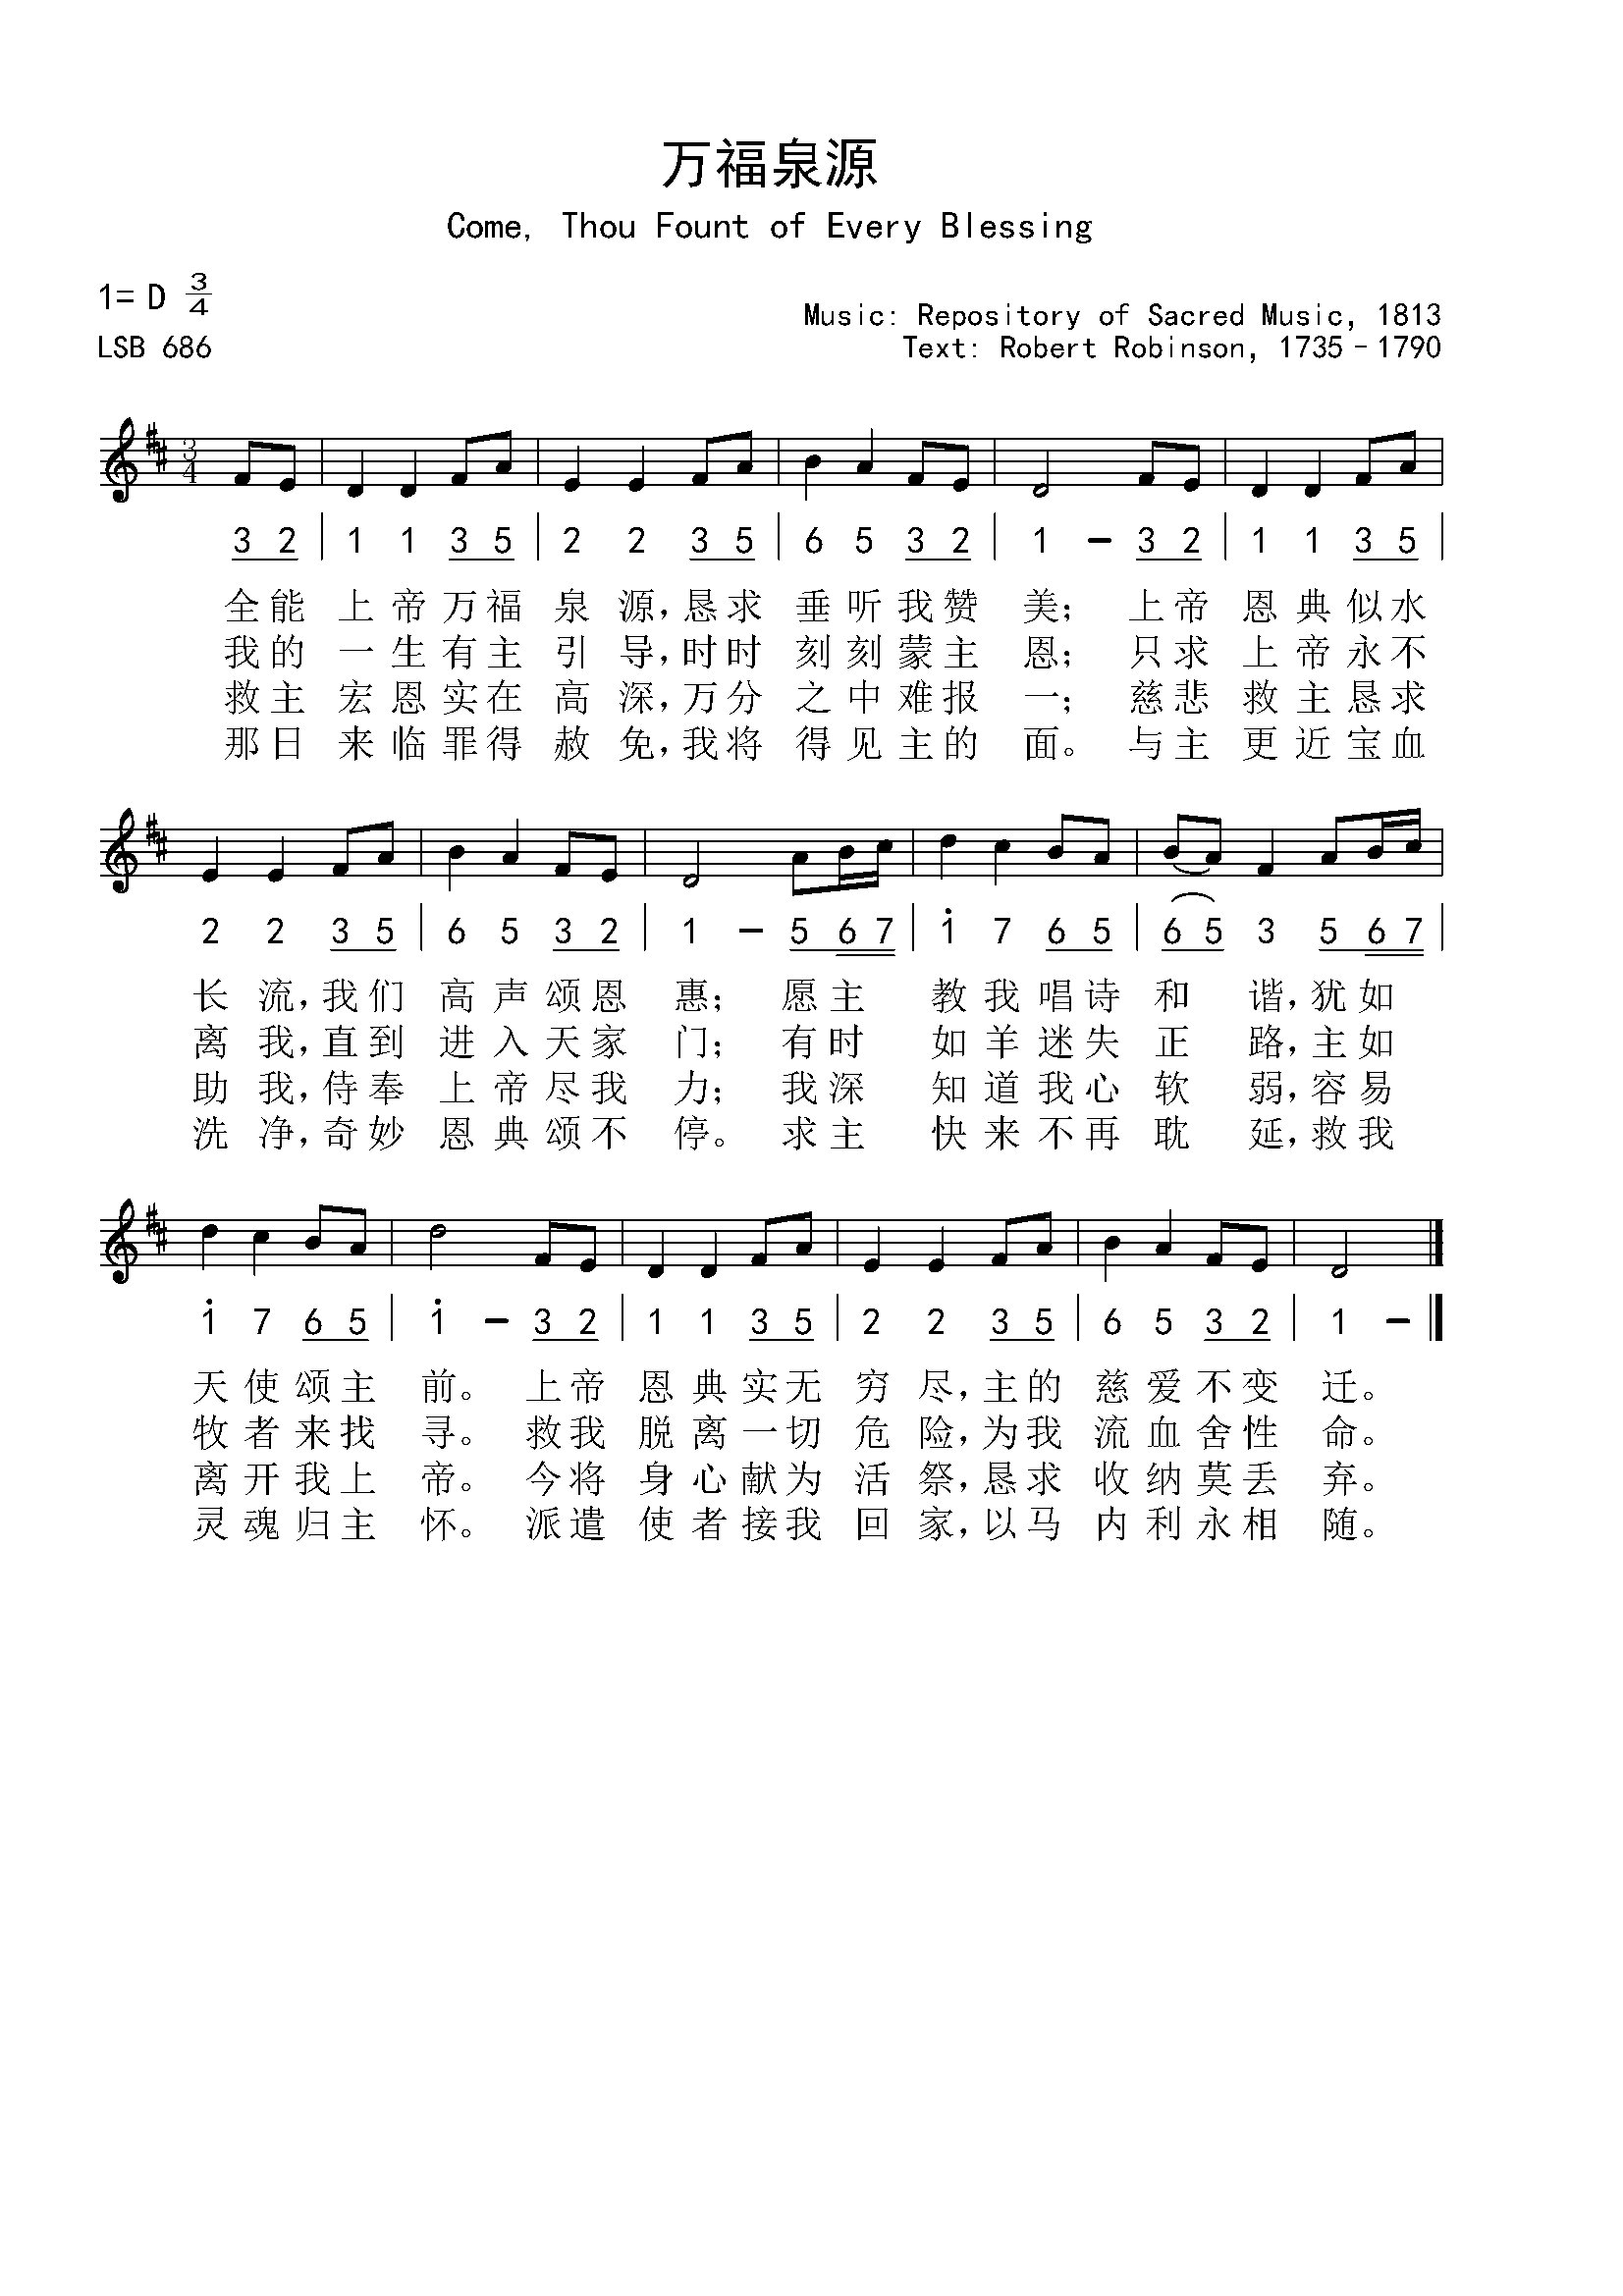 万福泉源
Come, Thou Fount of Every Blessing
1= D 3/4
Music: Repository of Sacred Music, 1813
LSB 686
Text: Robert Robinson, 1735–1790
3 2 | 1 1 3 5 | 2 2 3 5 | 6 5 3 2 | 1 - 3 2 | 1 1 3 5 |
全能 上帝万福 泉源，恳求 垂听我赞 美； 上帝 恩典似水
我的 一生有主 引导，时时 刻刻蒙主 恩； 只求 上帝永不
救主 宏恩实在 高深，万分 之中难报 一； 慈悲 救主恳求
那日 来临罪得 赦免，我将 得见主的 面。 与主 更近宝血
2 2 3 5 | 6 5 3 2 | 1 - 5 6 7 | i 7 6 5 | (6 5) 3 5 6 7 |
长流，我们 高声颂恩 惠； 愿主 教我唱诗 和谐，犹如
离我，直到 进入天家 门； 有时 如羊迷失 正路，主如
助我，侍奉 上帝尽我 力； 我深 知道我心 软弱，容易
洗净，奇妙 恩典颂不 停。 求主 快来不再 耽延，救我
i 7 6 5 | i - 3 2 | 1 1 3 5 | 2 2 3 5 | 6 5 3 2 | 1 -
天使颂主 前。 上帝 恩典实无 穷尽，主的 慈爱不变 迁。
牧者来找 寻。 救我 脱离一切 危险，为我 流血舍性 命。
离开我上 帝。 今将 身心献为 活祭，恳求 收纳莫丢 弃。
灵魂归主 怀。 派遣 使者接我 回家，以马 内利永相 随。